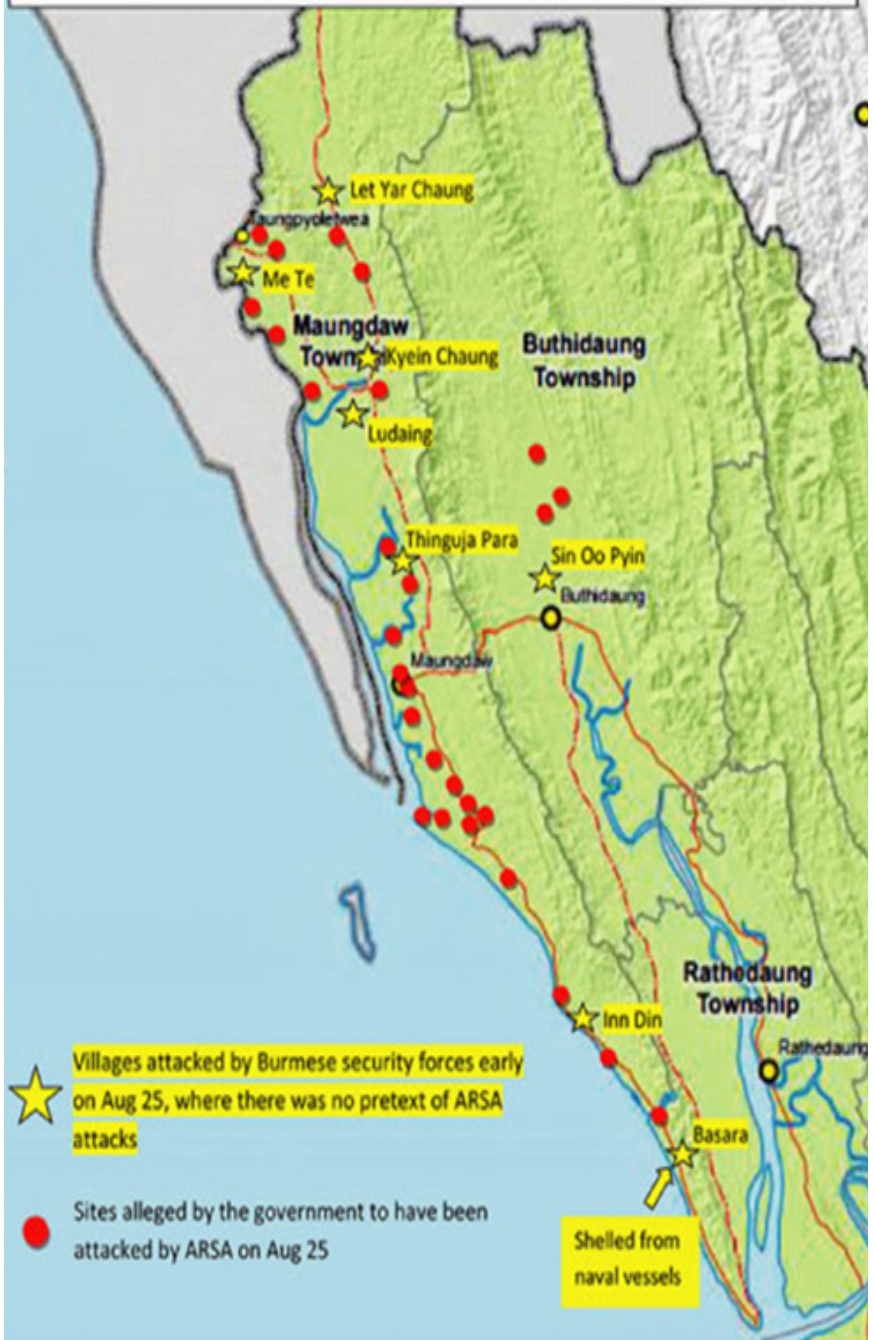 Let Yar Chaung
Taungpyoletwea
Me Te
Maungdaw
Town
Kyein Chaung
Buthidaung
Township
Ludaing
Thinguja Para
Sin Oo Pyin
Buthidaung
Maungdaw
Rathedaung
Township
Inn Din
Rathedaung
Villages attacked by Burmese security forces early
on Aug 25, where there was no pretext of ARSA
attacks
Basara
Sites alleged by the government to have been
attacked by ARSA on Aug 25
Shelled from
naval vessels